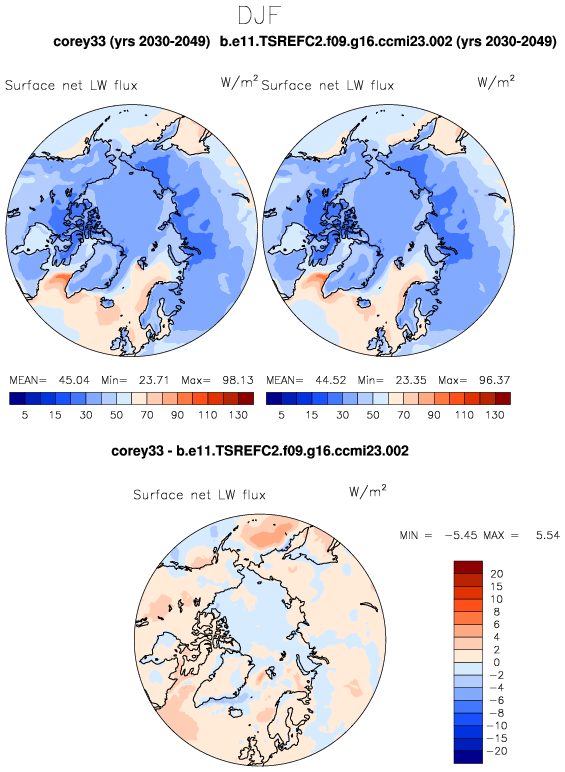 DJF
corey33 (yrs 2030-2049) b.e11.TSREFC2.f09.g16.ccmi23.002 (yrs 2030-2049)
Surface net LW flux W/m²
Surface net LW flux W/m²
MEAN= 45.04 Min= 23.71 Max= 98.13
MEAN= 44.52 Min= 23.35 Max= 96.37
5 15 30 50 70 90 110 130
5 15 30 50 70 90 110 130
corey33 - b.e11.TSREFC2.f09.g16.ccmi23.002
Surface net LW flux W/m²
MIN = -5.45 MAX = 5.54
20
15
10
8
6
4
2
0
-2
-4
-6
-8
-10
-15
-20